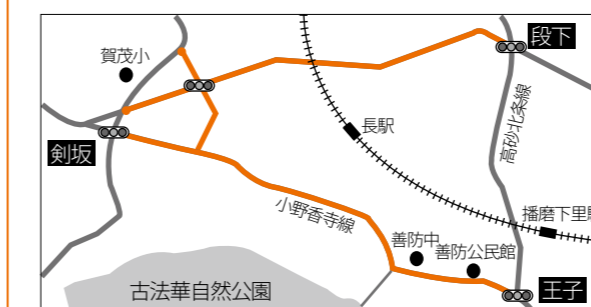 段下
賀茂小
長駅
高砂北条線
剣坂
小野香寺線
播磨下里駅
善防中
善防公民館
古法華自然公園
王子